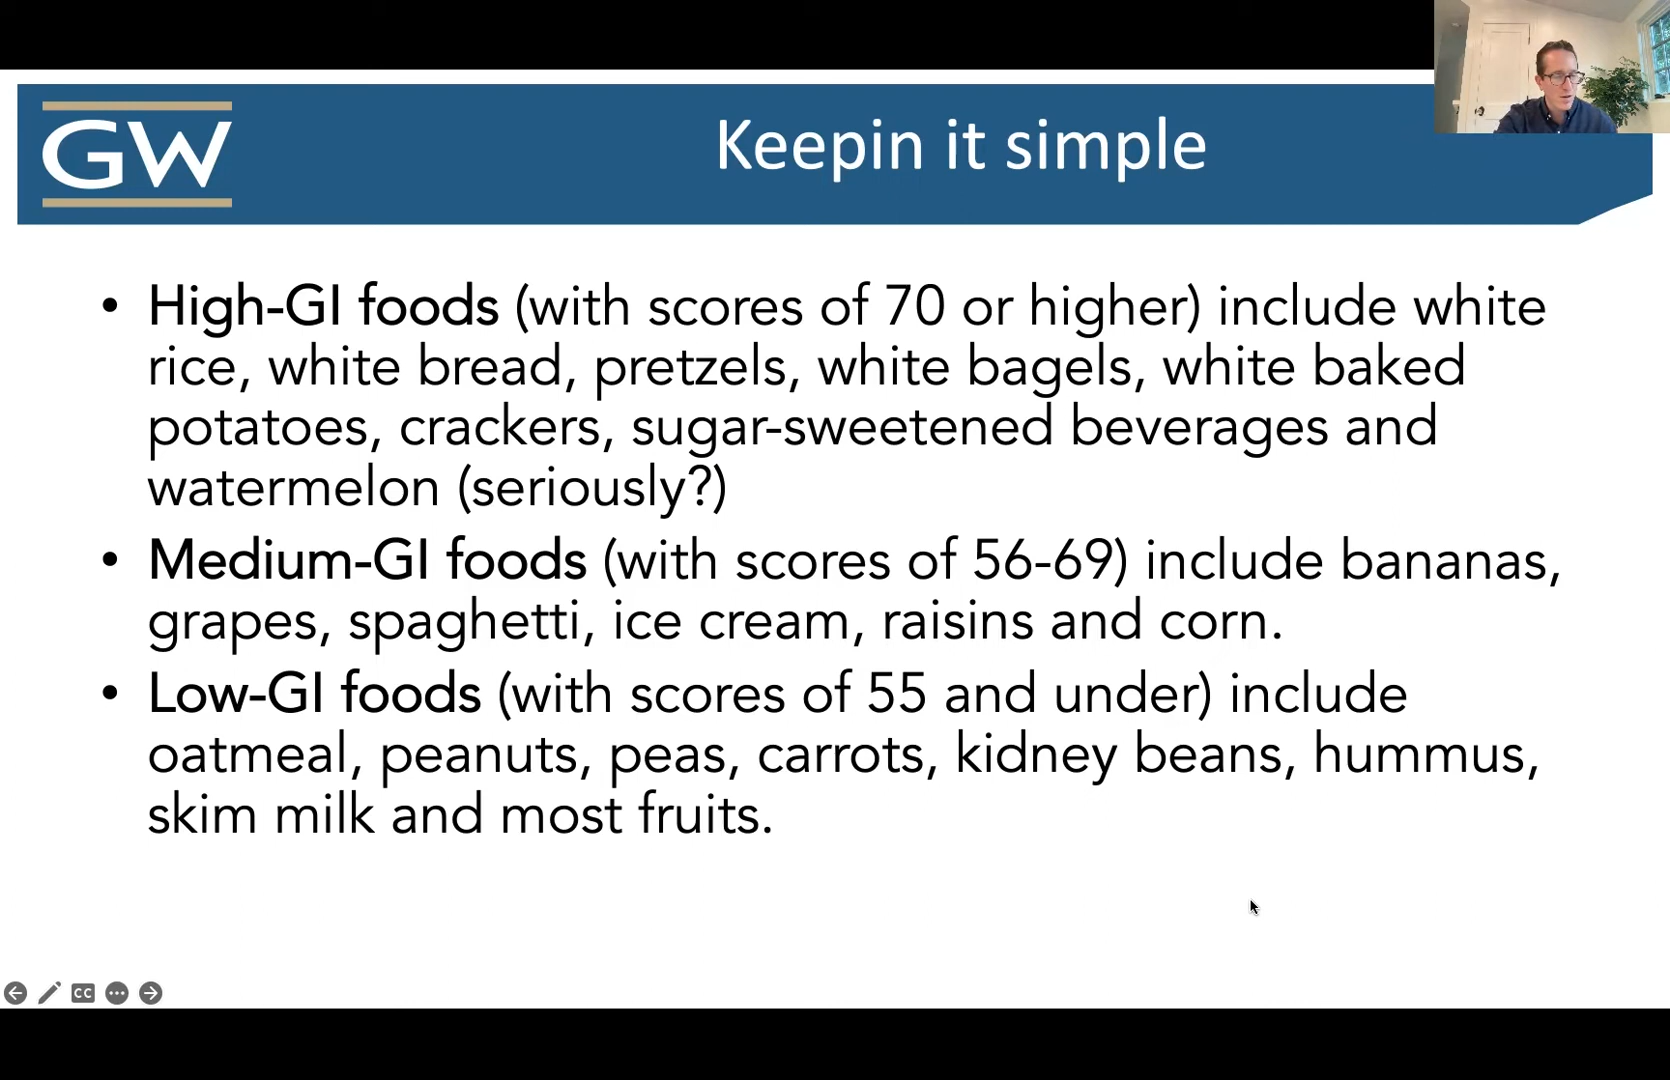 GW
Keepin it simple
• High-GI foods (with scores of 70 or higher) include white
rice, white bread, pretzels, white bagels, white baked
potatoes, crackers, sugar-sweetened beverages and
watermelon (seriously?)
• Medium-GI foods (with scores of 56-69) include bananas,
grapes, spaghetti, ice cream, raisins and corn.
• Low-GI foods (with scores of 55 and under) include
oatmeal, peanuts, peas, carrots, kidney beans, hummus,
skim milk and most fruits.
CC